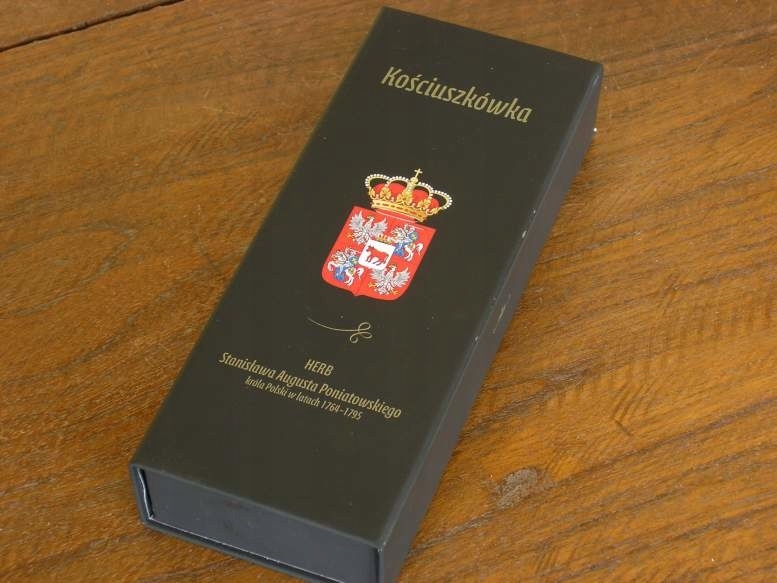 Kościuszkówka
HERB
Stanisława Augusta Poniatowskiego
króla Polski w latach 1764-1795